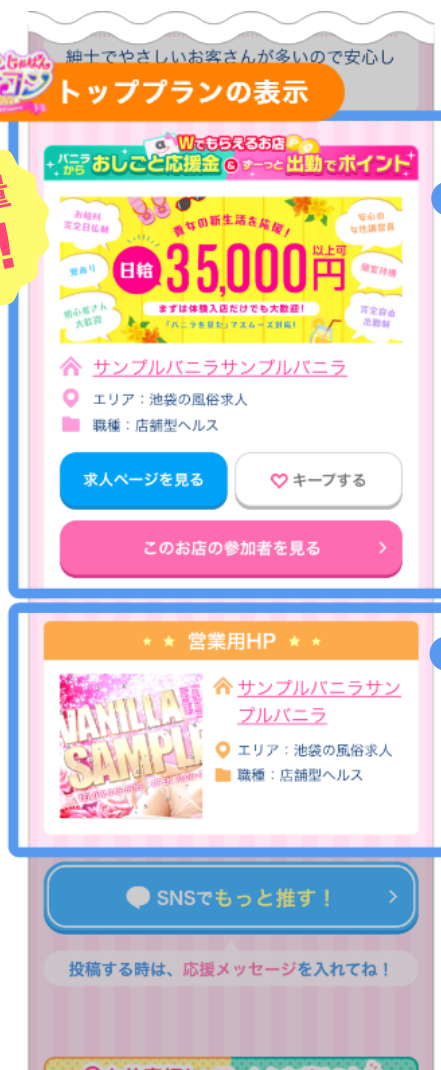 紳士でやさしいお客さんが多いので安心し
トッププランの表示
Wでもらえるお店
バニラから おしごと応援金 & ずーっと出勤でポイント
お給料
完全日払制
貴女の新生活を応援!
安心の
女性講習員
寮有り
日給 35,000円 以上可
個室待機
初心者さん
大歓迎
まずは体験入店だけでも大歓迎!
「バニラを見た」でスムーズ対応!
完全自由
出勤制
サンプルバニラサンプルバニラ
エリア：池袋の風俗求人
職種：店舗型ヘルス
求人ページを見る
キープする
このお店の参加者を見る
営業用HP
VANILLA
SAMPLE
サンプルバニラサン
プルバニラ
エリア：池袋の風俗求人
職種：店舗型ヘルス
SNSでもっと推す！
投稿する時は、応援メッセージを入れてね！